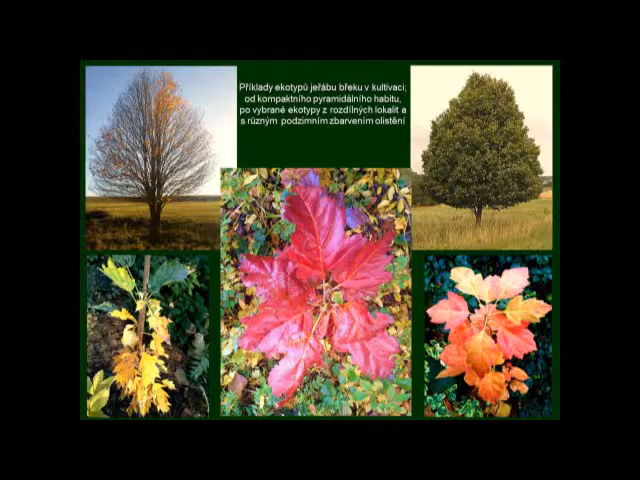 Příklady ekotypů jeřábu břeku v kultivaci;
od kompaktního pyramidálního habitu,
po vybrané ekotypy z rozdílných lokalit a
s různým podzimním zbarvením olistění